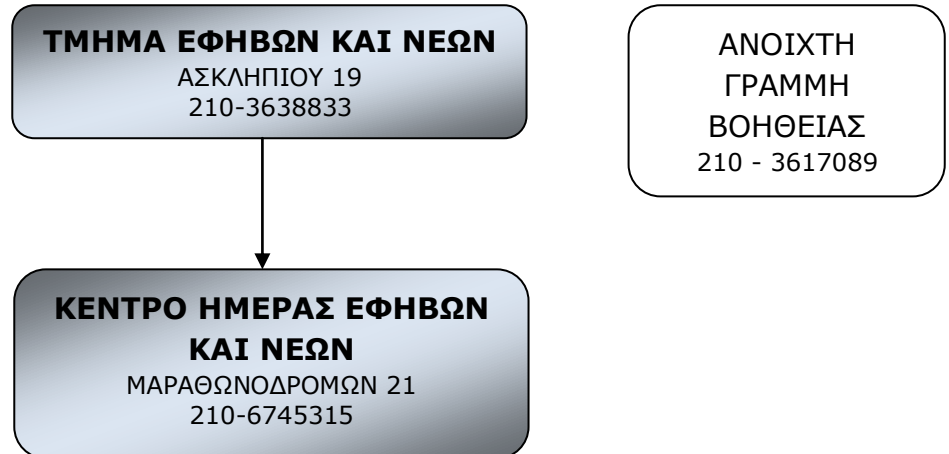 ΤΜΗΜΑ ΕΦΗΒΩΝ ΚΑΙ ΝΕΩΝ
ΑΣΚΛΗΠΙΟΥ 19
210-3638833
ΑΝΟΙΧΤΗ
ΓΡΑΜΜΗ
ΒΟΗΘΕΙΑΣ
210 - 3617089
ΚΕΝΤΡΟ ΗΜΕΡΑΣ ΕΦΗΒΩΝ
ΚΑΙ ΝΕΩΝ
ΜΑΡΑΘΩΝΟΔΡΟΜΩΝ 21
210-6745315